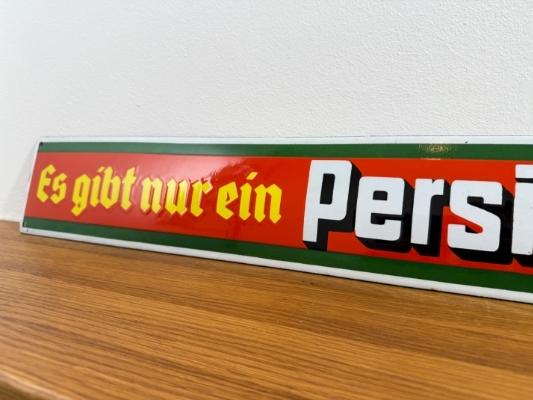 Es gibt nur ein Persi